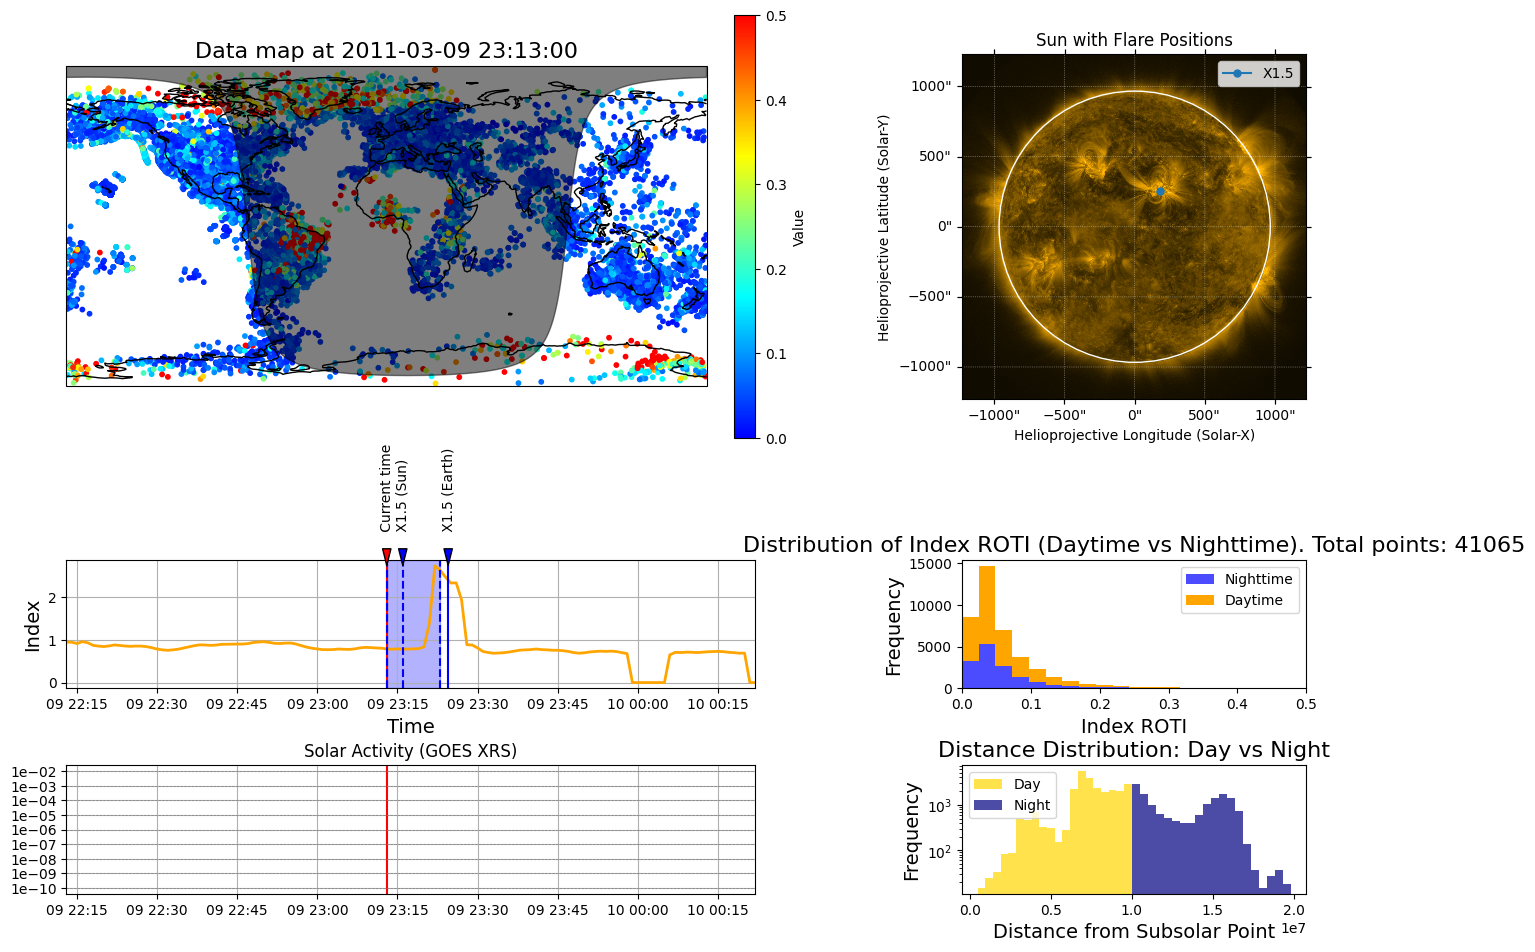 Data map at 2011-03-09 23:13:00
0.5
0.4
0.3
0.2
0.1
0.0
Value
Sun with Flare Positions
X1.5
1000"
500"
0"
−500"
−1000"
Helioprojective Latitude (Solar-Y)
−1000" −500" 0" 500" 1000"
Helioprojective Longitude (Solar-X)
Current time
X1.5 (Sun)
X1.5 (Earth)
Index
2
1
0
09 22:15 09 22:30 09 22:45 09 23:00 09 23:15 09 23:30 09 23:45 10 00:00 10 00:15
Time
Distribution of Index ROTI (Daytime vs Nighttime). Total points: 41065
Frequency
15000
10000
5000
0
Nighttime
Daytime
0.0 0.1 0.2 0.3 0.4 0.5
Index ROTI
Solar Activity (GOES XRS)
1e−02
1e−03
1e−04
1e−05
1e−06
1e−07
1e−08
1e−09
1e−10
09 22:15 09 22:30 09 22:45 09 23:00 09 23:15 09 23:30 09 23:45 10 00:00 10 00:15
Distance Distribution: Day vs Night
Frequency
10³
10²
Day
Night
0.0 0.5 1.0 1.5 2.0
1e7
Distance from Subsolar Point